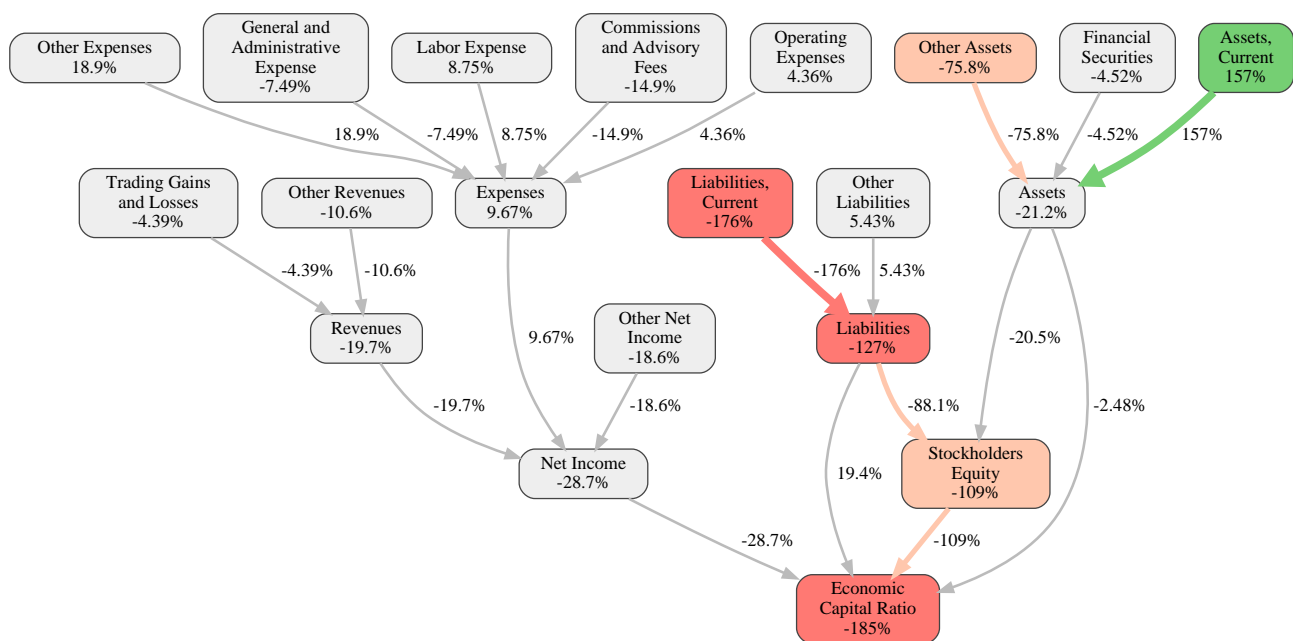 Other Expenses
18.9%
General and
Administrative
Expense
-7.49%
Labor Expense
8.75%
Commissions
and Advisory
Fees
-14.9%
Operating
Expenses
4.36%
Other Assets
-75.8%
Financial
Securities
-4.52%
Assets,
Current
157%
18.9%
-7.49%
8.75%
-14.9%
4.36%
-75.8%
-4.52%
157%
Trading Gains
and Losses
-4.39%
Other Revenues
-10.6%
Expenses
9.67%
Liabilities,
Current
-176%
Other
Liabilities
5.43%
Assets
-21.2%
-4.39%
-10.6%
-176%
5.43%
Revenues
-19.7%
9.67%
Other Net
Income
-18.6%
Liabilities
-127%
-20.5%
-19.7%
-18.6%
-88.1%
-2.48%
Net Income
-28.7%
19.4%
Stockholders
Equity
-109%
-28.7%
-109%
Economic
Capital Ratio
-185%